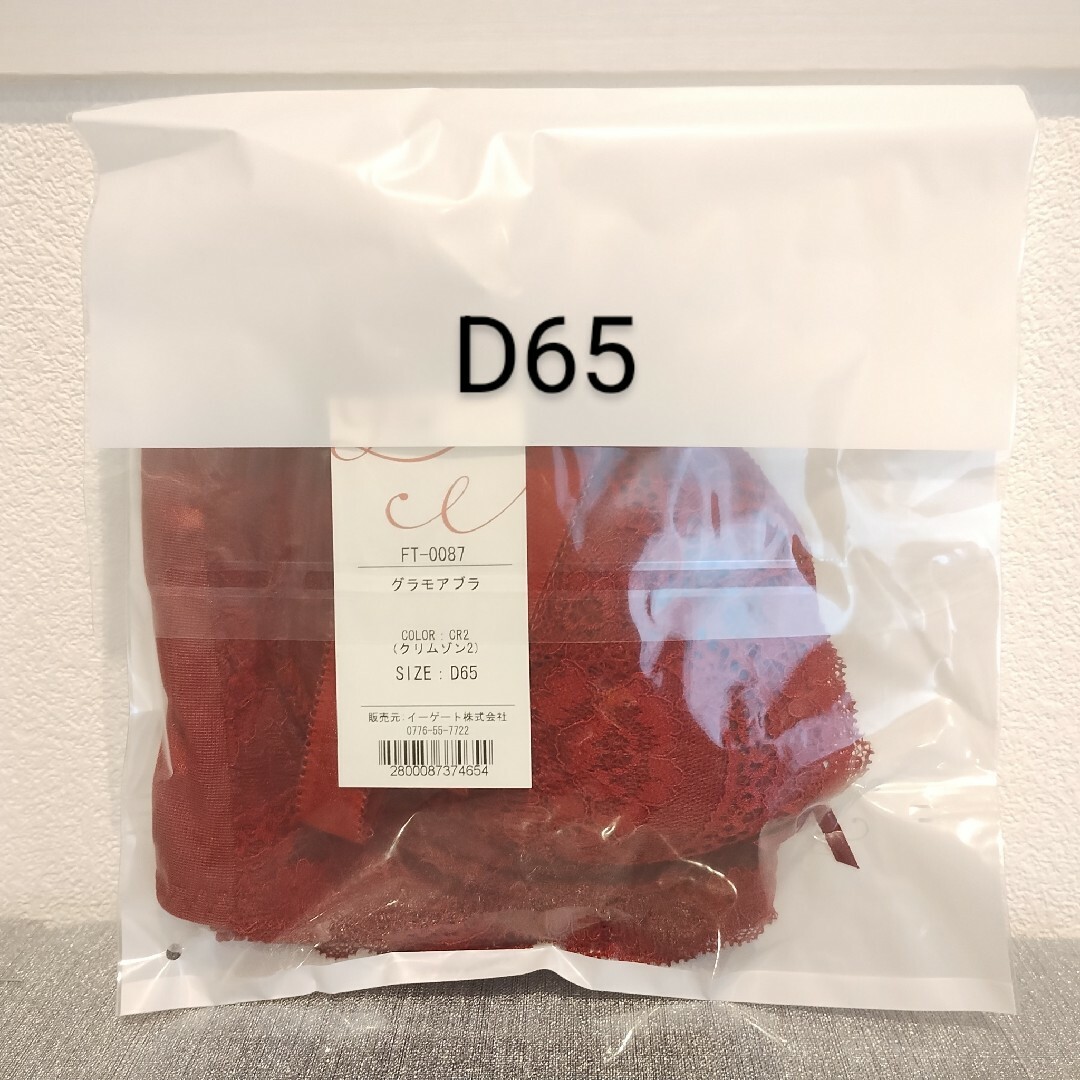 D65
FT-0087
グラモアブラ
COLOR : CR2
(クリムゾン2)
SIZE : D65
販売元:イーゲート株式会社
0776-55-7722
2800087374654